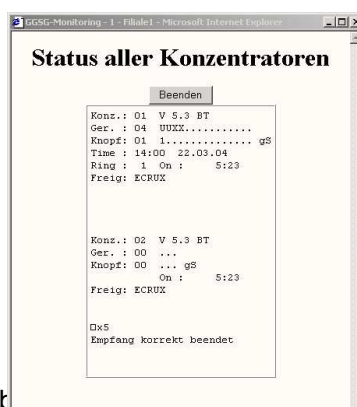 GGSG-Monitoring - 1 - Filiale1 - Microsoft Internet Explorer
Status aller Konzentratoren
Beenden
Konz.: 01 V 5.3 BT
Ger. : 04 UUXX...........
Knopf: 01 1.............. gS
Time : 14:00 22.03.04
Ring : 1 On : 5:23
Freig: ECRUX
Konz.: 02 V 5.3 BT
Ger. : 00 ...
Knopf: 00 ... gS
On : 5:23
Freig: ECRUX
□x5
Empfang korrekt beendet